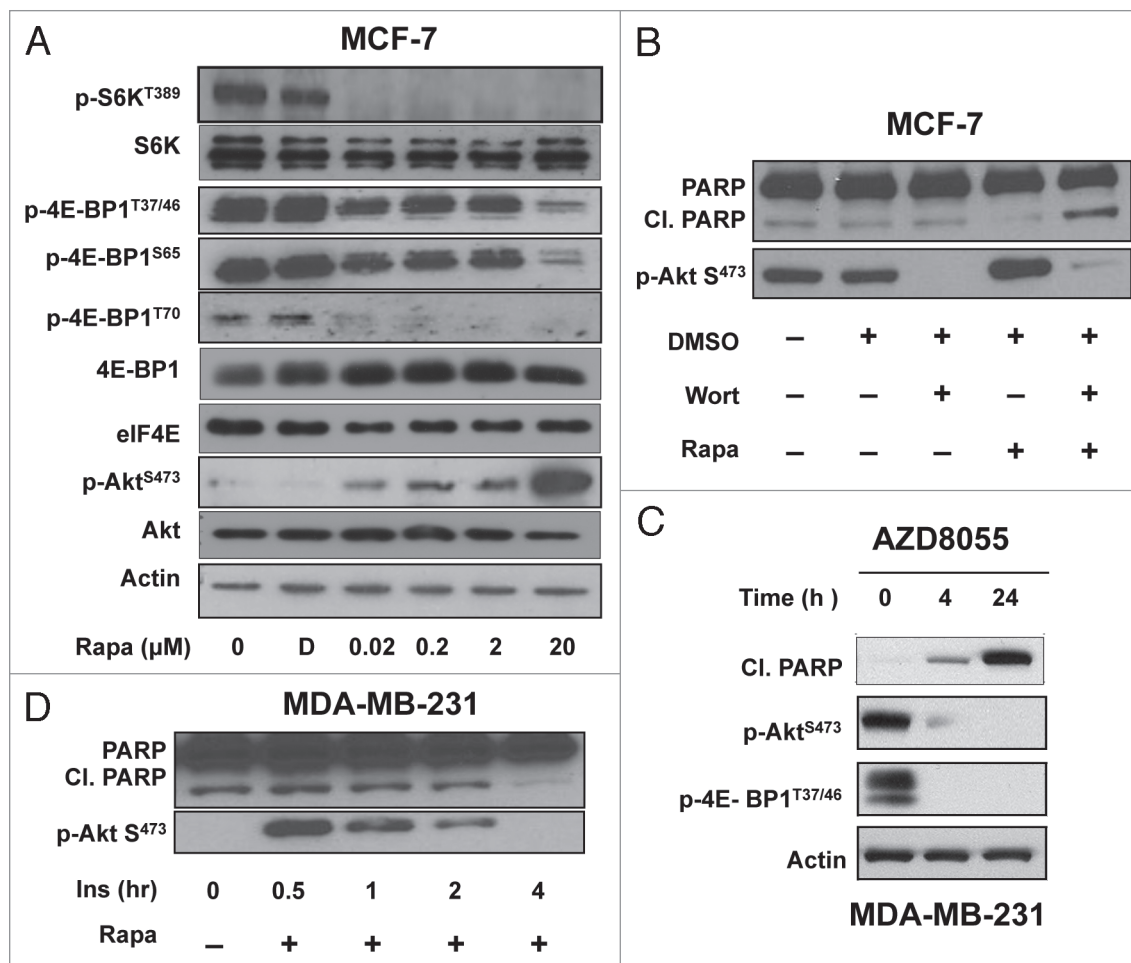 A
MCF-7
p-S6K^T389
S6K
p-4E-BP1^T37/46
p-4E-BP1^S65
p-4E-BP1^T70
4E-BP1
eIF4E
p-Akt^S473
Akt
Actin
Rapa (µM) 0 D 0.02 0.2 2 20
B
MCF-7
PARP
Cl. PARP
p-Akt S^473
DMSO – + + + +
Wort – – + – +
Rapa – – – + +
C
AZD8055
Time (h ) 0 4 24
Cl. PARP
p-Akt^S473
p-4E- BP1^T37/46
Actin
MDA-MB-231
D
MDA-MB-231
PARP
Cl. PARP
p-Akt S^473
Ins (hr) 0 0.5 1 2 4
Rapa – + + + +